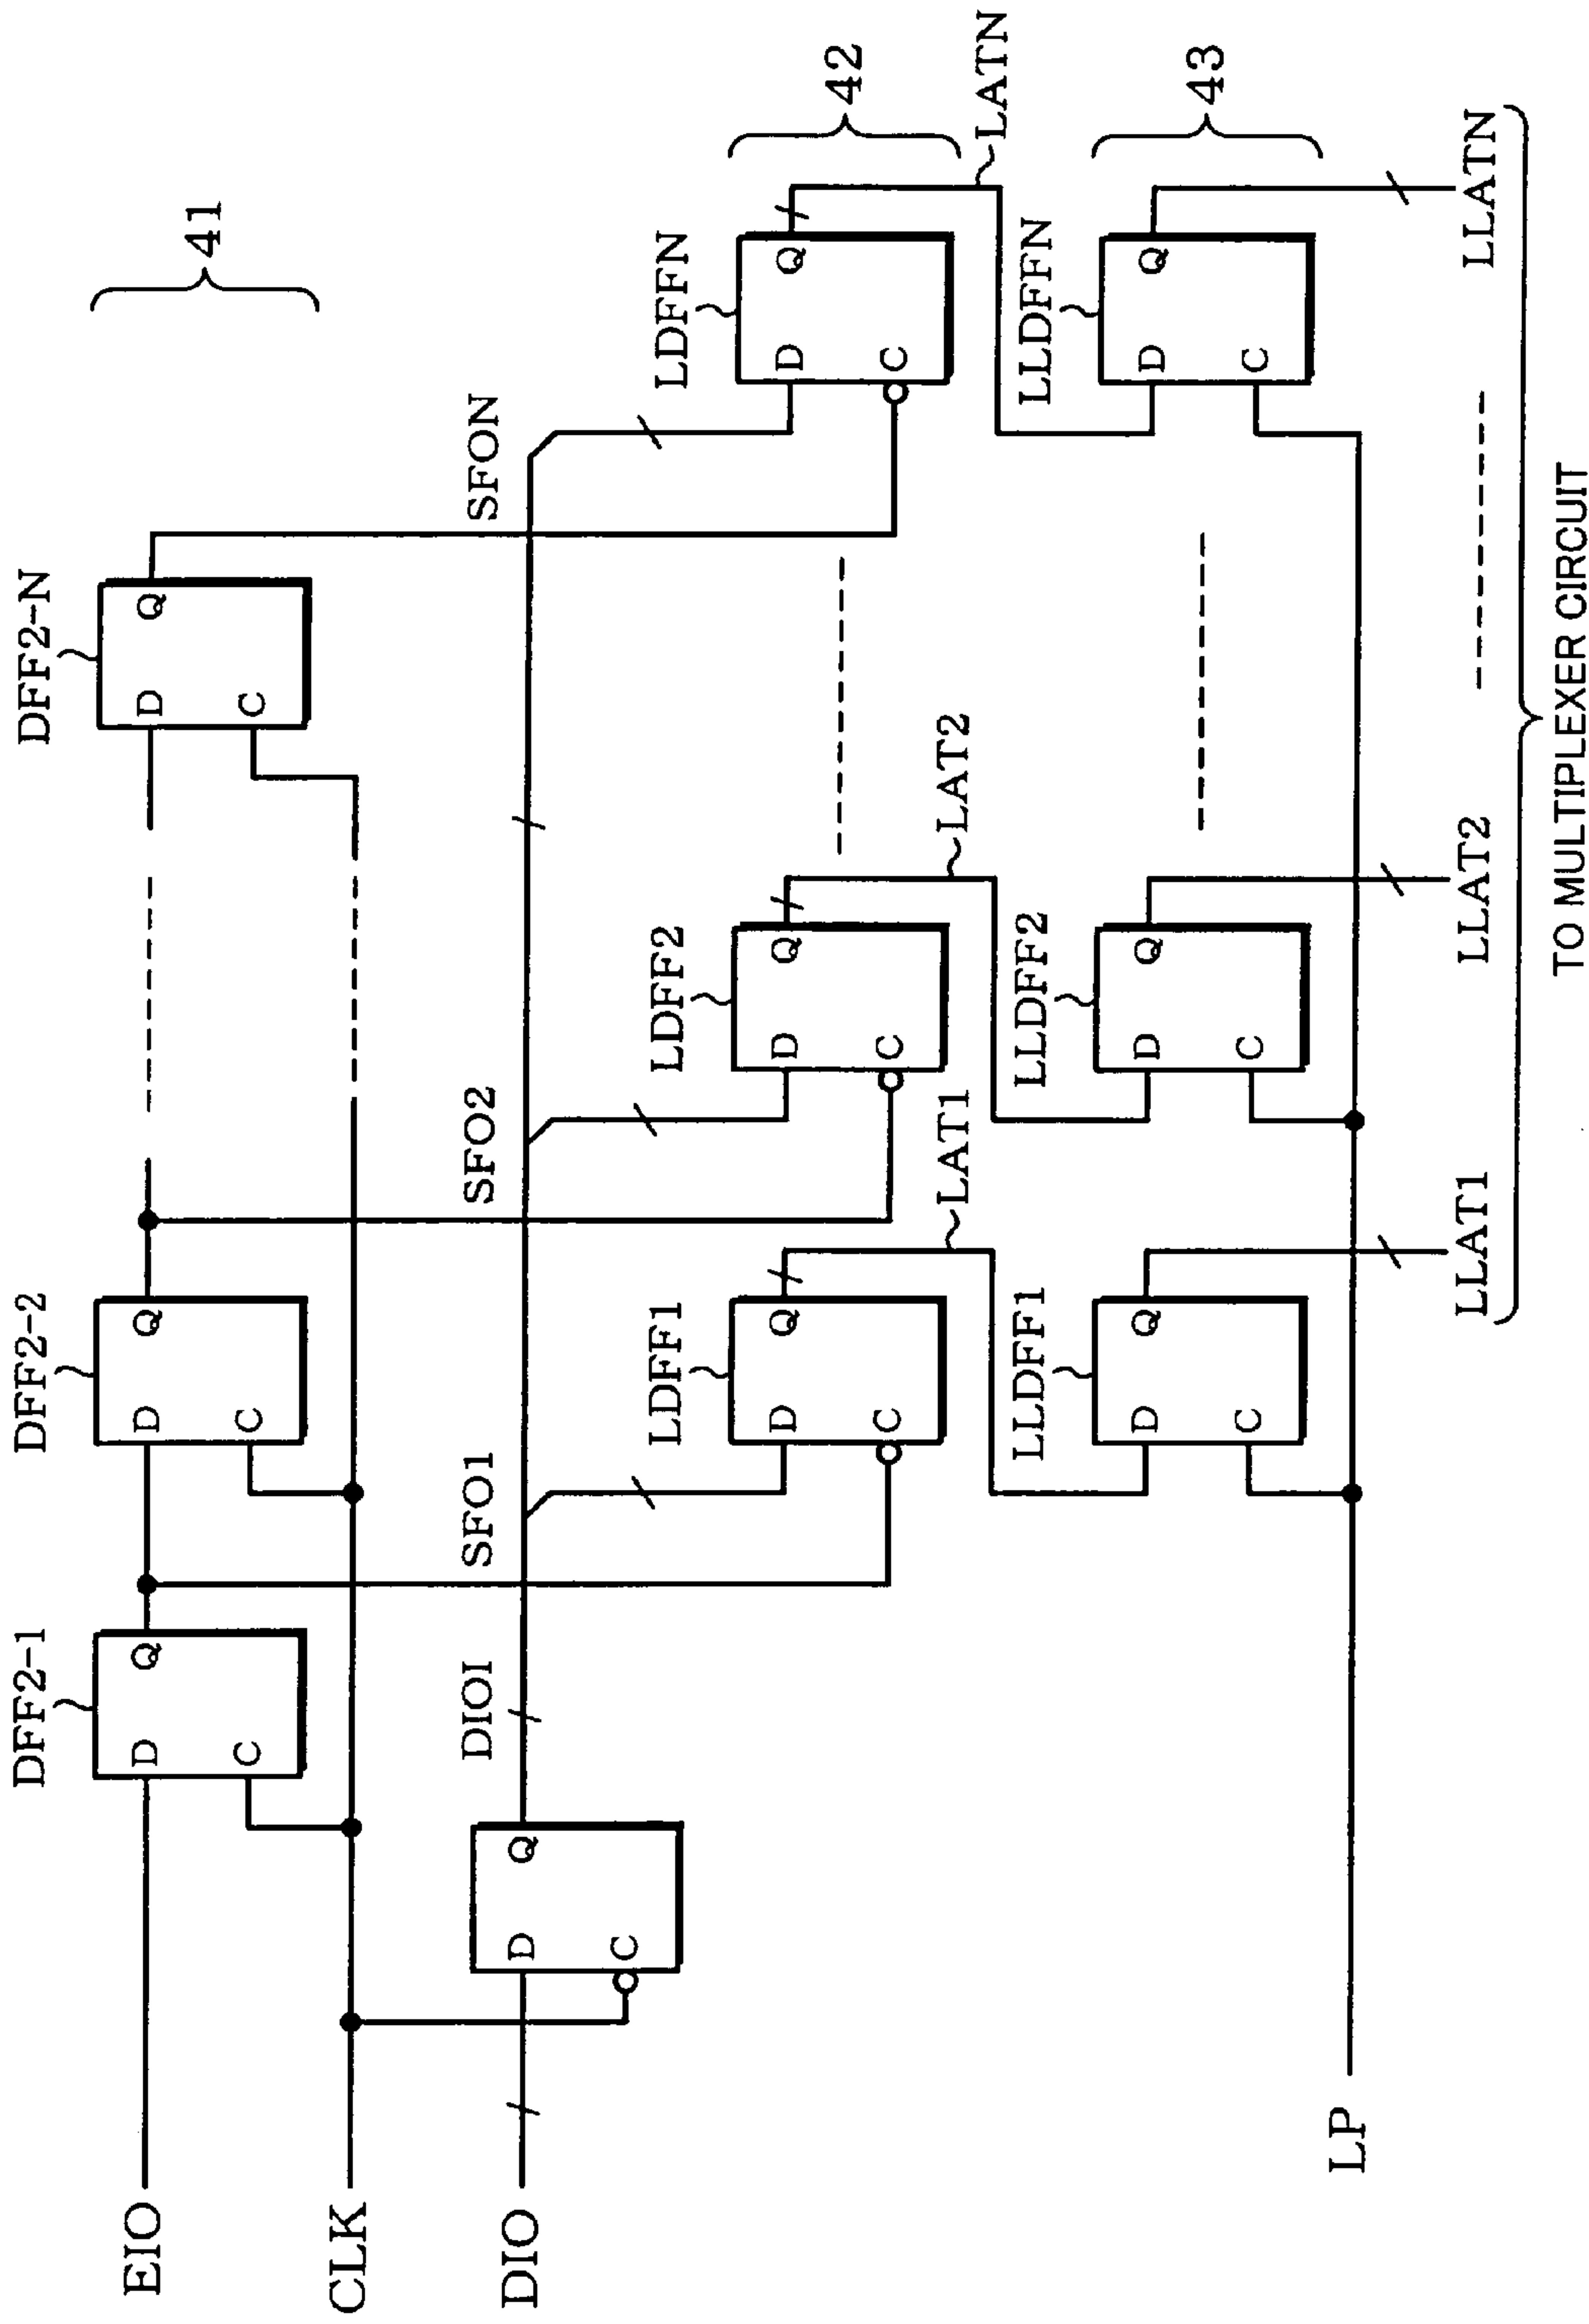 DFF2-1
DFF2-2
DFF2-N
41
EIO
D
Q
D
Q
D
Q
C
C
C
CLK
DIO
D
Q
C
DIOI
SFO1
SFO2
SFON
LDFF1
LDFF2
LDFFN
42
D
Q
D
Q
D
Q
C
C
C
LAT1
LAT2
LATN
LLDFF1
LLDFF2
LLDFFN
43
D
Q
D
Q
D
Q
C
C
C
LP
LLAT1
LLAT2
LLATN
TO MULTIPLEXER CIRCUIT